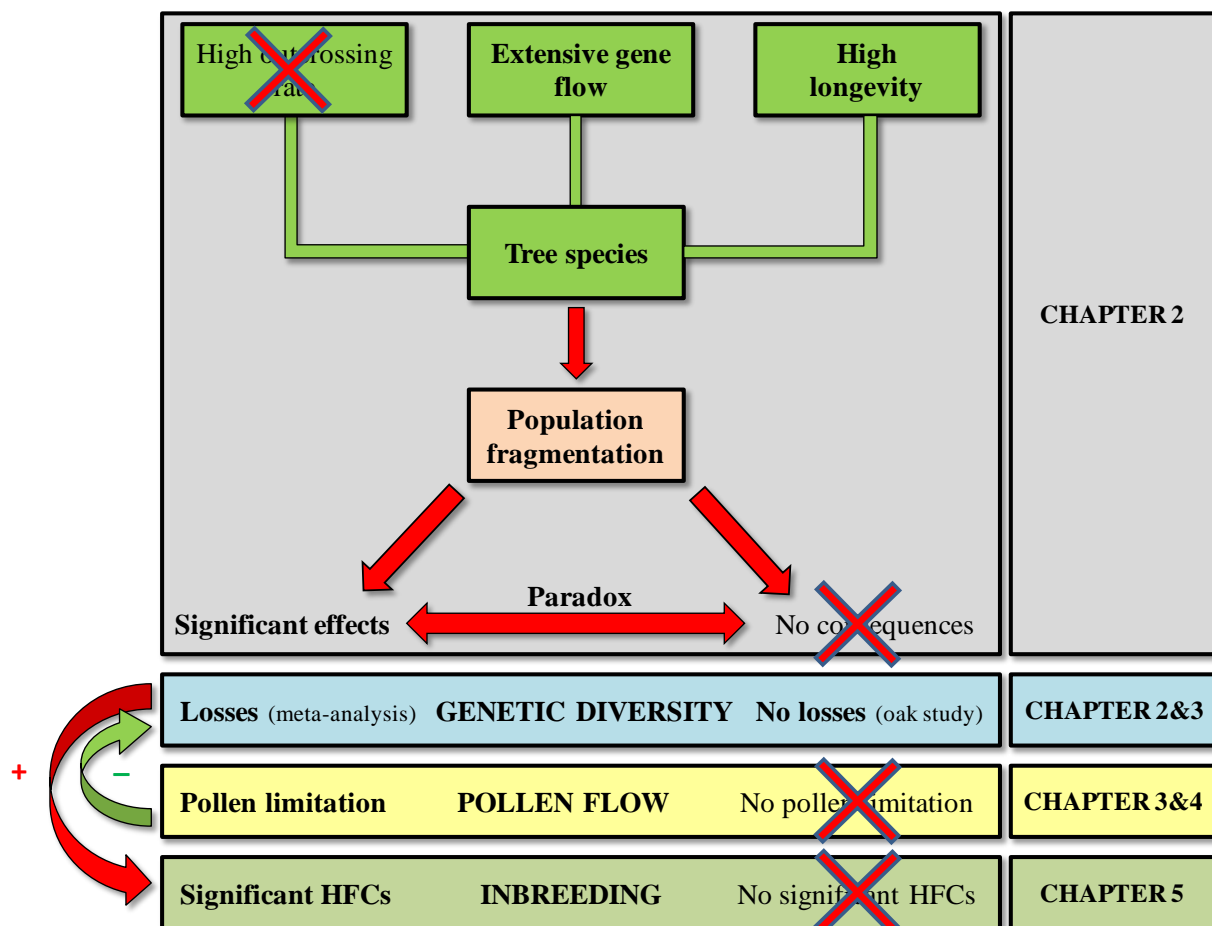 High outcrossing
rate
Extensive gene
flow
High
longevity
Tree species
CHAPTER 2
Population
fragmentation
Paradox
Significant effects
No consequences
Losses (meta-analysis) GENETIC DIVERSITY No losses (oak study) CHAPTER 2&3
+ –
Pollen limitation POLLEN FLOW No pollen limitation CHAPTER 3&4
Significant HFCs INBREEDING No significant HFCs CHAPTER 5